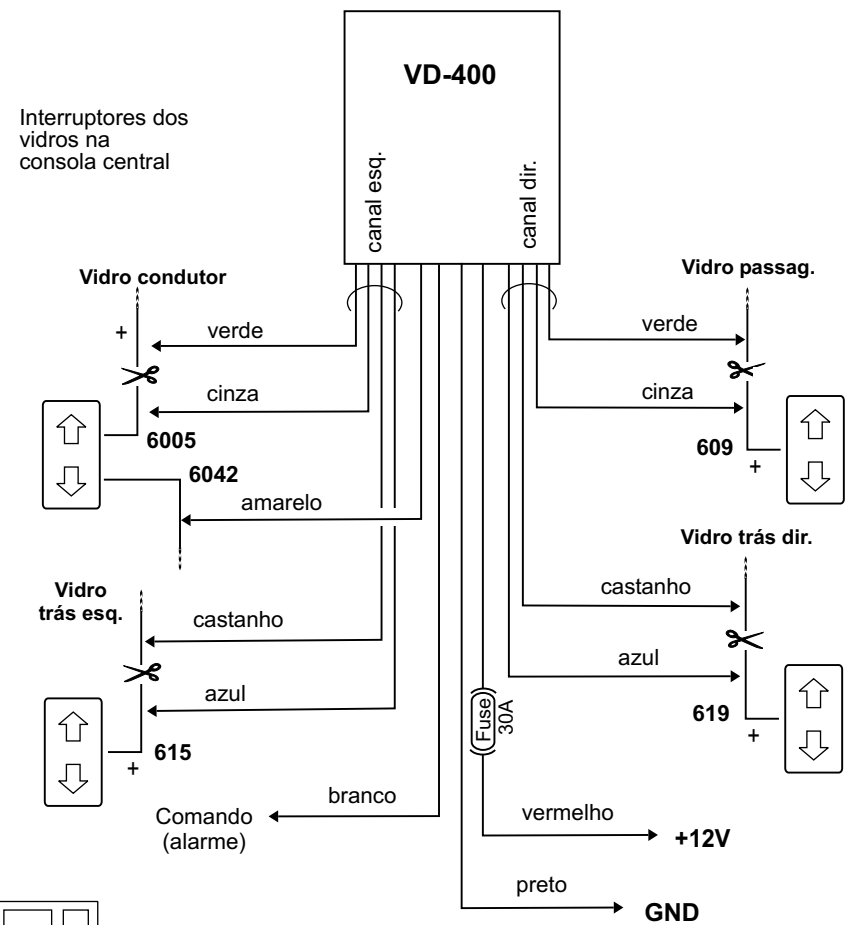 VD-400
Interruptores dos
vidros na
consola central
canal esq.
canal dir.
Vidro condutor
Vidro passag.
+
verde
verde
cinza
cinza
6005
609
+
6042
amarelo
Vidro trás dir.
Vidro
trás esq.
castanho
castanho
azul
azul
615
+
619
+
Fuse
30A
branco
Comando
(alarme)
vermelho
+12V
preto
GND